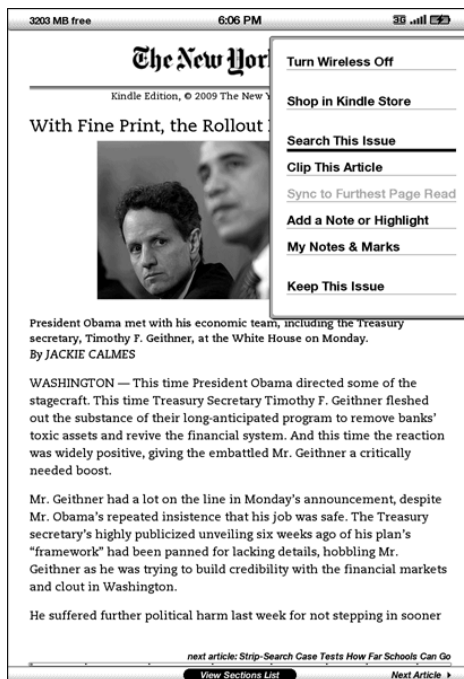 3203 MB free
6:06 PM
3G
The New York
Kindle Edition, © 2009 The New Y
With Fine Print, the Rollout
Turn Wireless Off
Shop in Kindle Store
Search This Issue
Clip This Article
Sync to Furthest Page Read
Add a Note or Highlight
My Notes & Marks
Keep This Issue
President Obama met with his economic team, including the Treasury
secretary, Timothy F. Geithner, at the White House on Monday.
By JACKIE CALMES
WASHINGTON — This time President Obama directed some of the
stagecraft. This time Treasury Secretary Timothy F. Geithner fleshed
out the substance of their long-anticipated program to remove banks'
toxic assets and revive the financial system. And this time the reaction
was widely positive, giving the embattled Mr. Geithner a critically
needed boost.
Mr. Geithner had a lot on the line in Monday's announcement, despite
Mr. Obama's repeated insistence that his job was safe. The Treasury
secretary's highly publicized unveiling six weeks ago of his plan's
“framework” had been panned for lacking details, hobbling Mr.
Geithner as he was trying to build credibility with the financial markets
and clout in Washington.
He suffered further political harm last week for not stepping in sooner
next article: Strip-Search Case Tests How Far Schools Can Go
View Sections List
Next Article